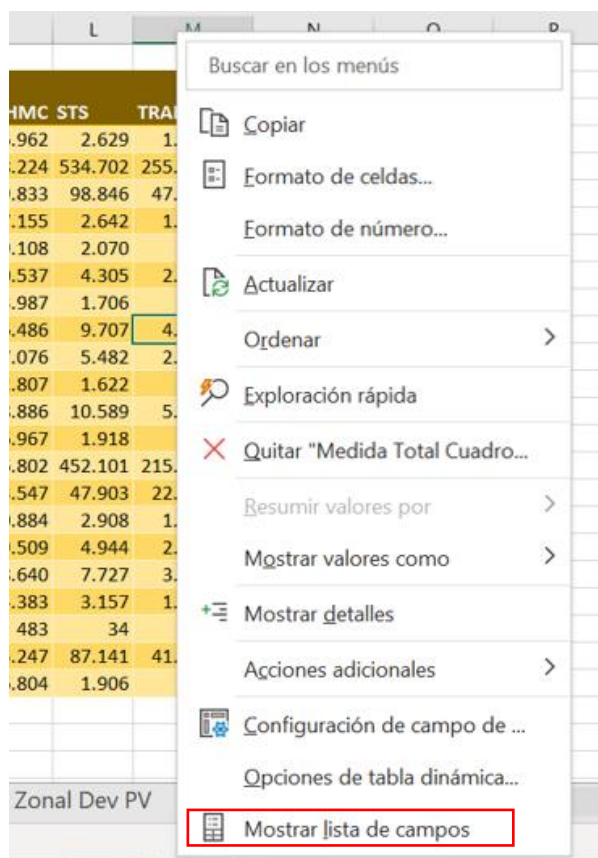 L M N O P
HMC STS TRA
.962 2.629 1.
.224 534.702 255.
.833 98.846 47.
.155 2.642 1.
.108 2.070
.537 4.305 2.
.987 1.706
.486 9.707 4.
.076 5.482 2.
.807 1.622
.886 10.589 5.
.967 1.918
.802 452.101 215.
.547 47.903 22.
.884 2.908 1.
.509 4.944 2.
.640 7.727 3.
.383 3.157 1.
483 34
.247 87.141 41.
.804 1.906
Zonal Dev PV
Buscar en los menús
Copiar
Formato de celdas...
Formato de número...
Actualizar
Ordenar
Exploración rápida
Quitar "Medida Total Cuadro...
Resumir valores por
Mostrar valores como
Mostrar detalles
Acciones adicionales
Configuración de campo de ...
Opciones de tabla dinámica...
Mostrar lista de campos